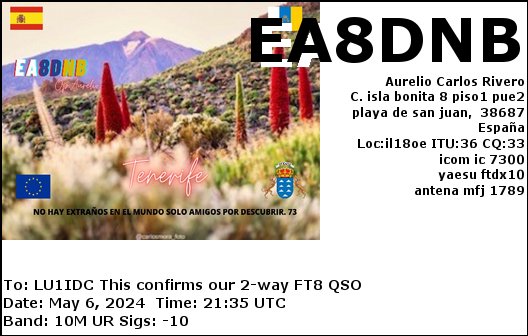 EA8DNB
Aurelio Carlos Rivero
C. isla bonita 8 piso1 pue2
playa de san juan, 38687
España
Loc:il18oe ITU:36 CQ:33
icom ic 7300
yaesu ftdx10
antena mfj 1789
EA8DNB
Tenerife
NO HAY EXTRAÑOS EN EL MUNDO SOLO AMIGOS POR DESCUBRIR. 73
@carlosmora_foto
To: LU1IDC This confirms our 2-way FT8 QSO
Date: May 6, 2024 Time: 21:35 UTC
Band: 10M UR Sigs: -10